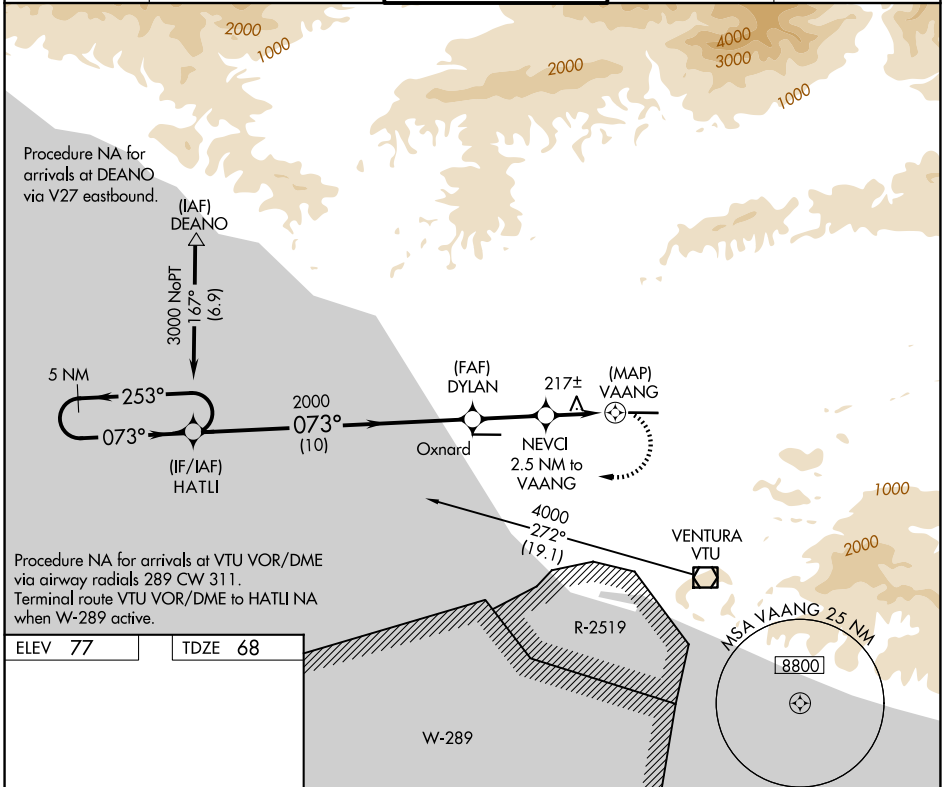 2000
1000
2000
4000
3000
1000
Procedure NA for
arrivals at DEANO
via V27 eastbound.
(IAF)
DEANO
3000 NoPT
167°
(6.9)
5 NM
253°
073°
(IF/IAF)
HATLI
2000
073°
(10)
(FAF)
DYLAN
Oxnard
217±
NEVCI
2.5 NM to
VAANG
(MAP)
VAANG
4000
272°
(19.1)
VENTURA
VTU
1000
2000
Procedure NA for arrivals at VTU VOR/DME
via airway radials 289 CW 311.
Terminal route VTU VOR/DME to HATLI NA
when W-289 active.
ELEV 77
TDZE 68
R-2519
W-289
MSA VAANG 25 NM
8800